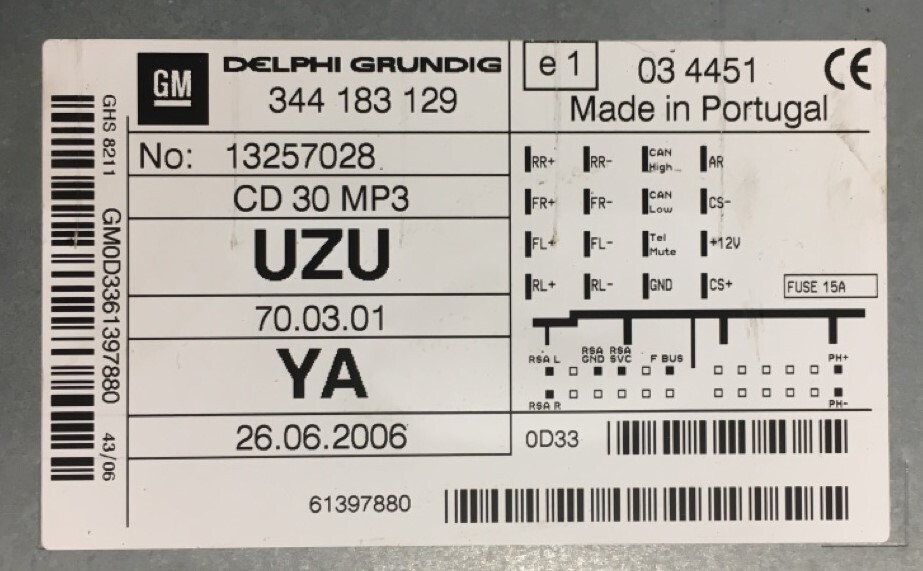 GM
DELPHI GRUNDIG
344 183 129
e 1
03 4451
CE
Made in Portugal
GHS 8211 GM0D3361397880 43/06
No: 13257028
CD 30 MP3
UZU
70.03.01
YA
26.06.2006
RR+ RR- CAN High AR
FR+ FR- CAN Low CS-
FL+ FL- Tel Mute +12V
RL+ RL- GND CS+
FUSE 15A
RSA L RSA GND RSA SVC F BUS PH+
RSA R PH-
0D33
61397880